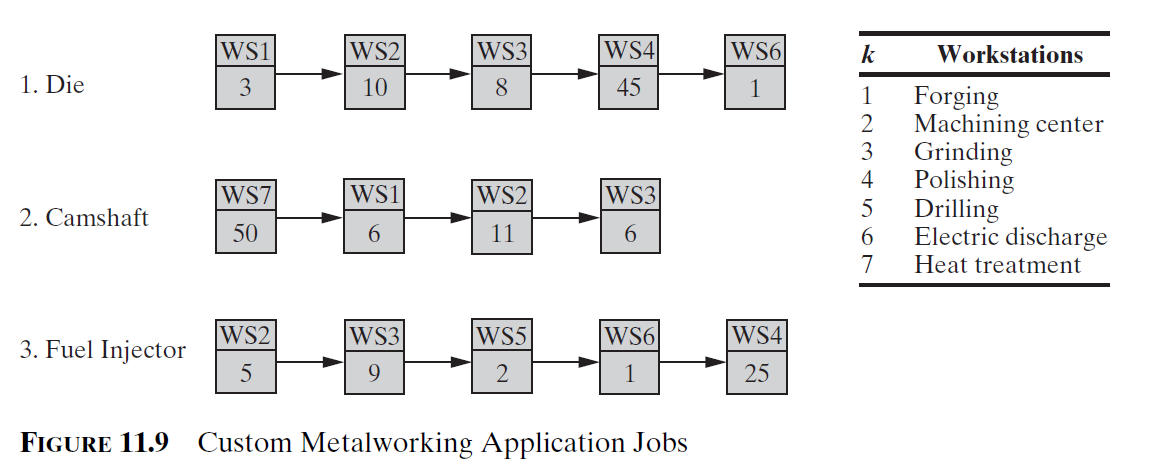 1. Die
WS1 WS2 WS3 WS4 WS6
3 10 8 45 1
2. Camshaft
WS7 WS1 WS2 WS3
50 6 11 6
3. Fuel Injector
WS2 WS3 WS5 WS6 WS4
5 9 2 1 25
k Workstations
1 Forging
2 Machining center
3 Grinding
4 Polishing
5 Drilling
6 Electric discharge
7 Heat treatment
FIGURE 11.9 Custom Metalworking Application Jobs